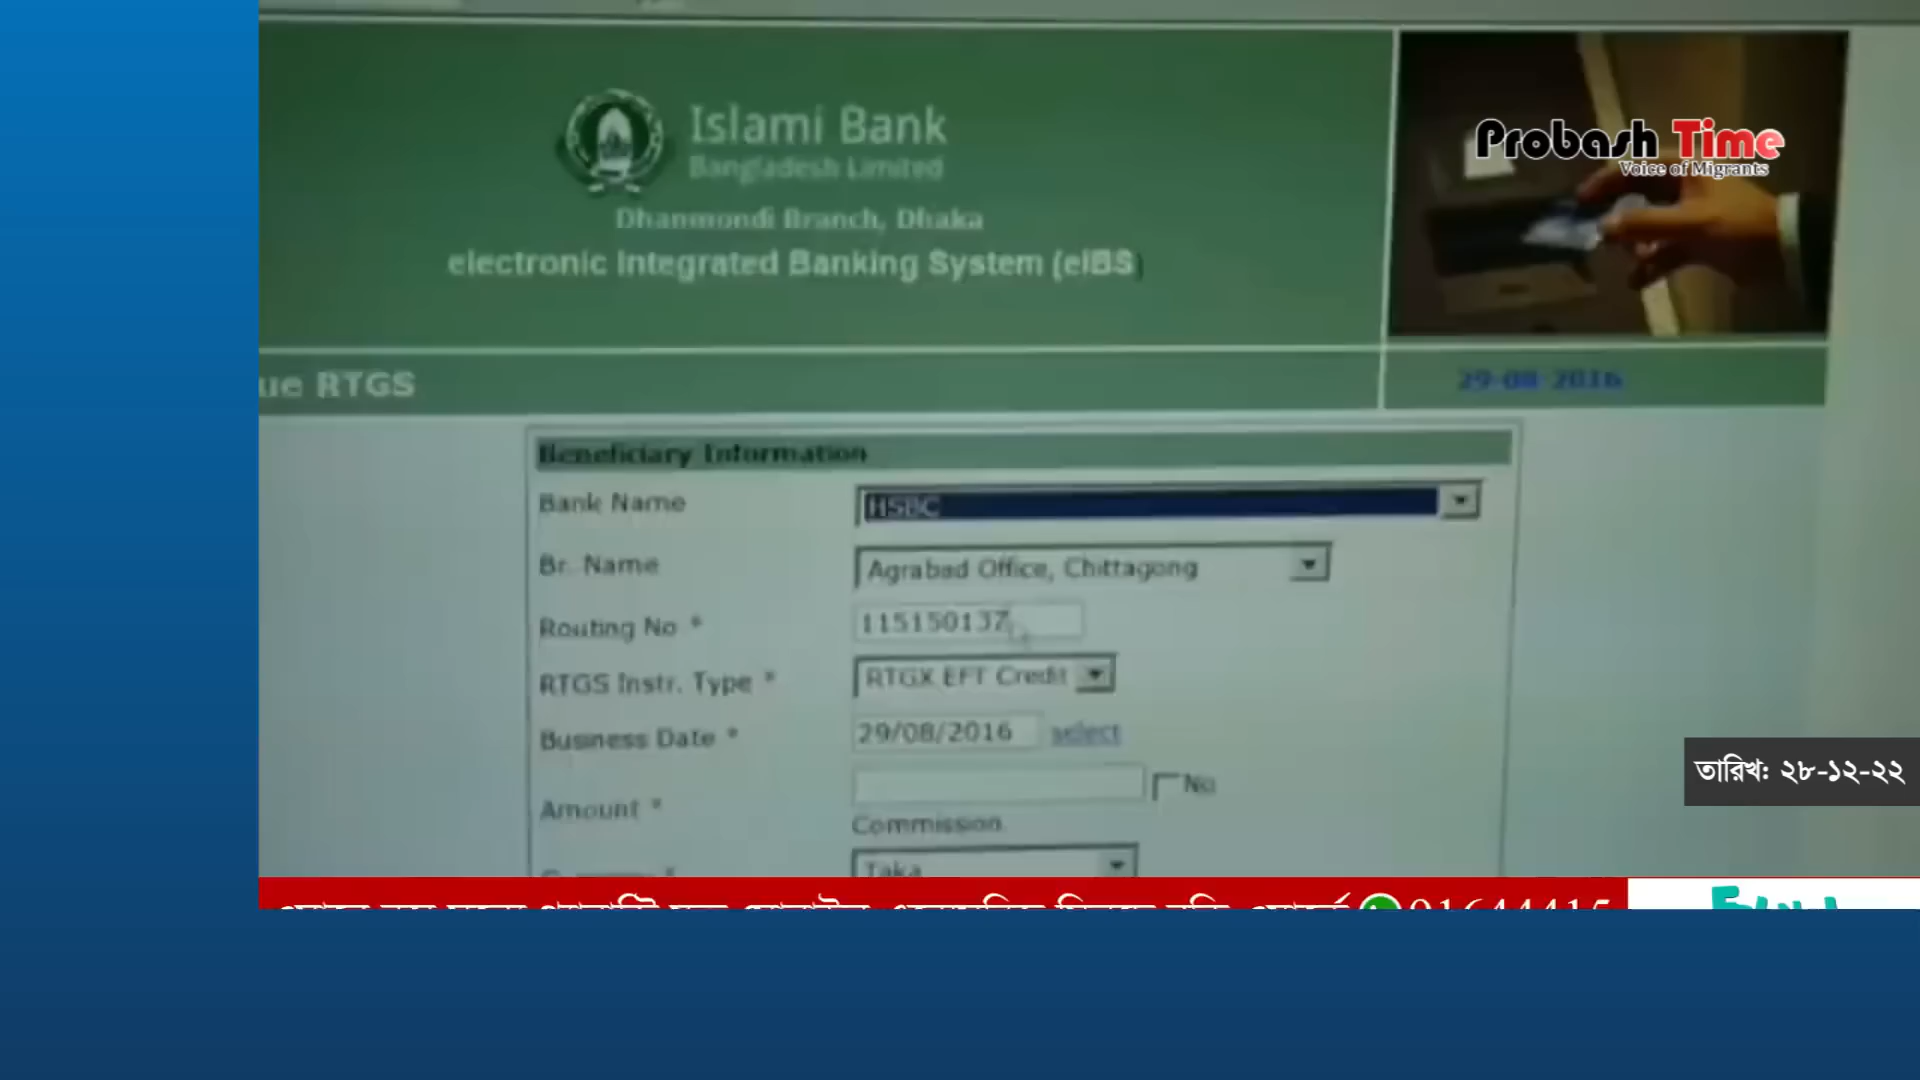 Islami Bank
Bangladesh Limited
Dhanmondi Branch, Dhaka
electronic Integrated Banking System (eIBS)
Probash Time
Voice of Migrants
ue RTGS
29-08-2016
Beneficiary Information
Bank Name HSBC
Br. Name Agrabad Office, Chittagong
Routing No * 115150137
RTGS Instr. Type * RTGX EFT Credit
Business Date * 29/08/2016 select
Amount * No
Commission
Taka
তারিখ: ২৮-১২-২২
01644415